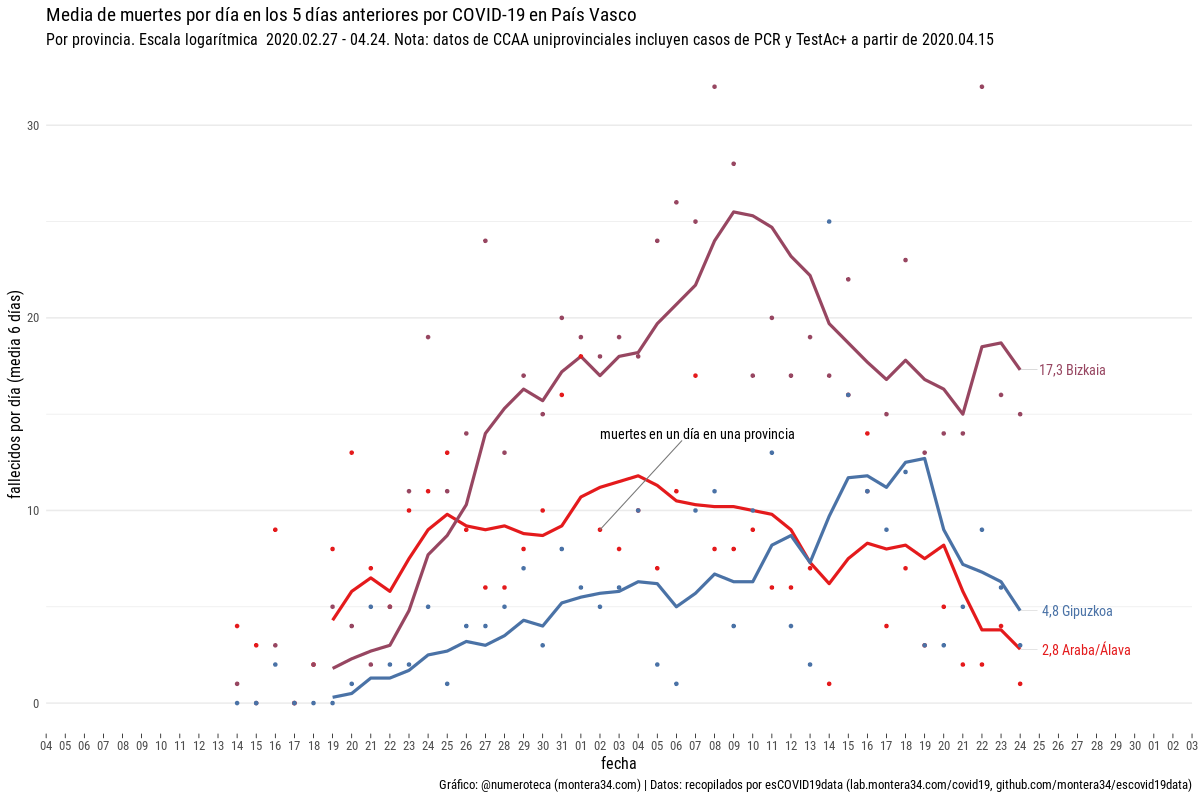 Media de muertes por día en los 5 días anteriores por COVID-19 en País Vasco
Por provincia. Escala logarítmica  2020.02.27 - 04.24. Nota: datos de CCAA uniprovinciales incluyen casos de PCR y TestAc+ a partir de 2020.04.15
fallecidos por día (media 6 días)
30
20
10
0
muertes en un día en una provincia
17,3 Bizkaia
4,8 Gipuzkoa
2,8 Araba/Álava
04 05 06 07 08 09 10 11 12 13 14 15 16 17 18 19 20 21 22 23 24 25 26 27 28 29 30 31 01 02 03 04 05 06 07 08 09 10 11 12 13 14 15 16 17 18 19 20 21 22 23 24 25 26 27 28 29 30 01 02 03
fecha
Gráfico: @numeroteca (montera34.com) | Datos: recopilados por esCOVID19data (lab.montera34.com/covid19, github.com/montera34/escovid19data)